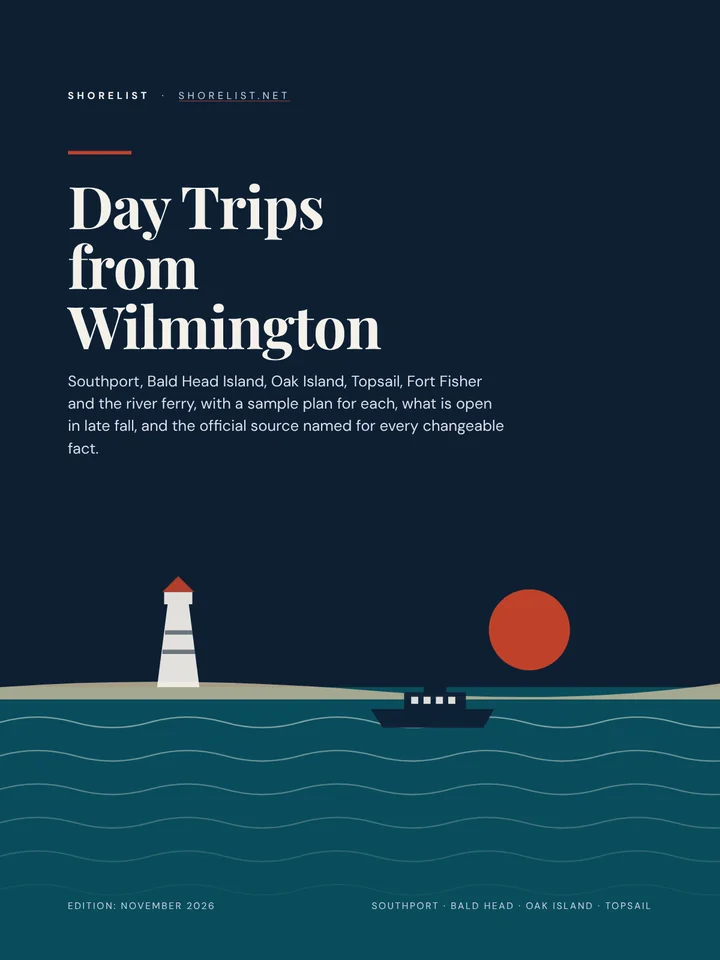 SHORELIST · SHORELIST.NET
Day Trips
from
Wilmington
Southport, Bald Head Island, Oak Island, Topsail, Fort Fisher
and the river ferry, with a sample plan for each, what is open
in late fall, and the official source named for every changeable
fact.
EDITION: NOVEMBER 2026
SOUTHPORT · BALD HEAD · OAK ISLAND · TOPSAIL